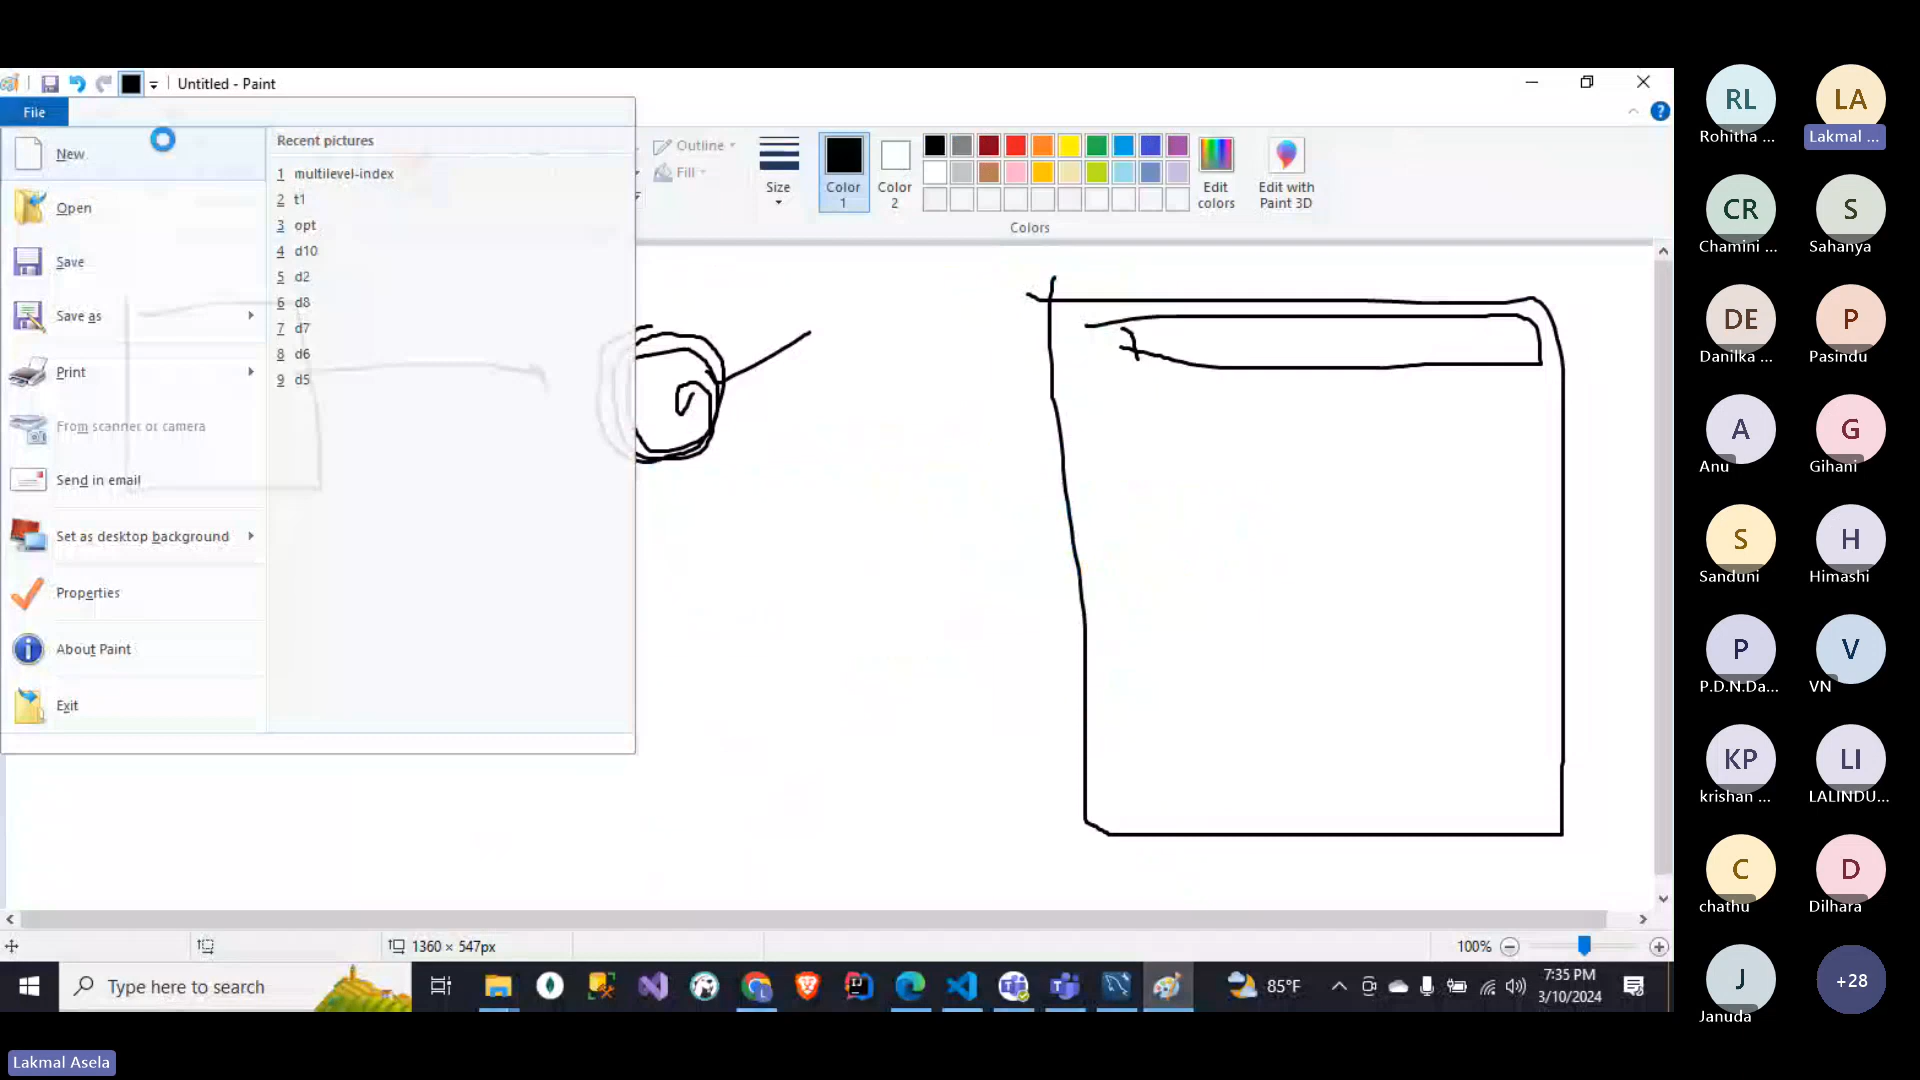 Untitled - Paint
File
New
Open
Save
Save as
Print
From scanner or camera
Send in email
Set as desktop background
Properties
About Paint
Exit
Recent pictures
1 multilevel-index
2 t1
3 opt
4 d10
5 d2
6 d8
7 d7
8 d6
9 d5
Outline
Fill
Size
Color
1
Color
2
Edit
colors
Edit with
Paint 3D
Colors
1360 × 547px
100%
Type here to search
85°F
7:35 PM
3/10/2024
RL
Rohitha ...
LA
Lakmal ...
CR
Chamini ...
S
Sahanya
DE
Danilka ...
P
Pasindu
A
Anu
G
Gihani
S
Sanduni
H
Himashi
P
P.D.N.Da...
V
VN
KP
krishan ...
LI
LALINDU...
C
chathu
D
Dilhara
J
Januda
+28
Lakmal Asela